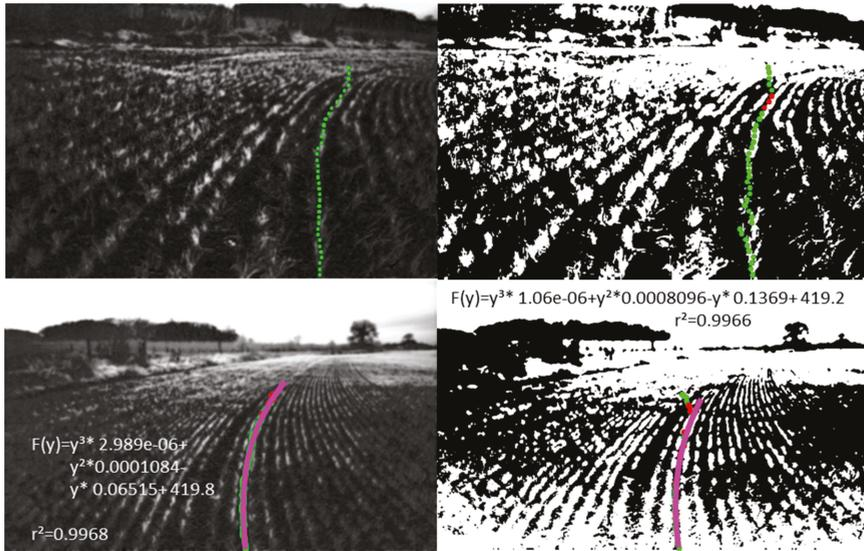 F(y)=y³* 1.06e-06+y²*0.0008096-y* 0.1369+ 419.2
r²=0.9966
F(y)=y³* 2.989e-06+
y²*0.0001084-
y* 0.06515+ 419.8
r²=0.9968